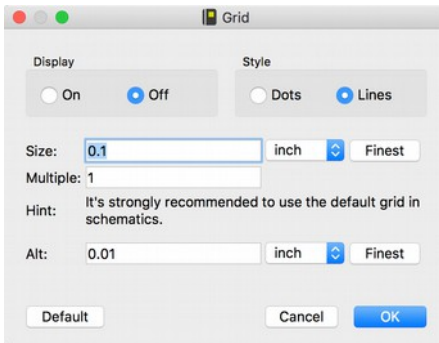 Grid
Display
Style
On
Off
Dots
Lines
Size: 0.1 inch Finest
Multiple: 1
Hint: It's strongly recommended to use the default grid in
schematics.
Alt: 0.01 inch Finest
Default Cancel OK